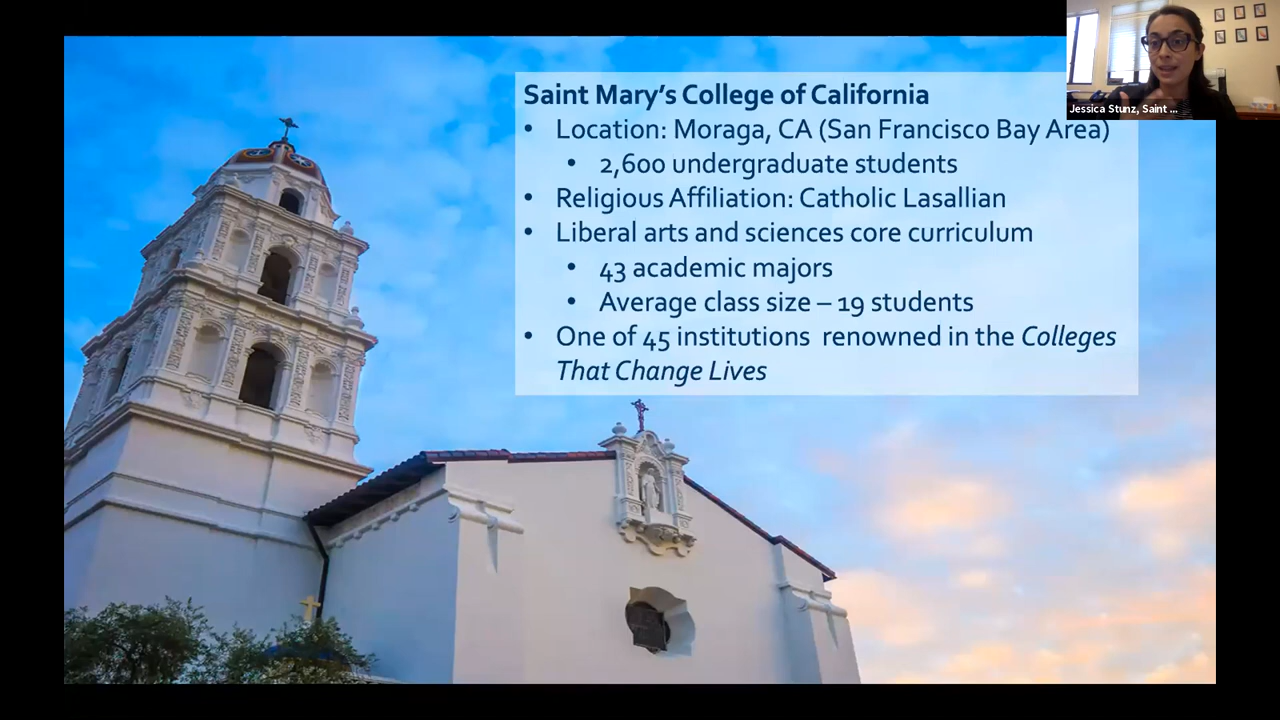 Saint Mary's College of California
• Location: Moraga, CA (San Francisco Bay Area)
• 2,600 undergraduate students
• Religious Affiliation: Catholic Lasallian
• Liberal arts and sciences core curriculum
• 43 academic majors
• Average class size – 19 students
• One of 45 institutions renowned in the Colleges
That Change Lives
Jessica Stunz, Saint ...